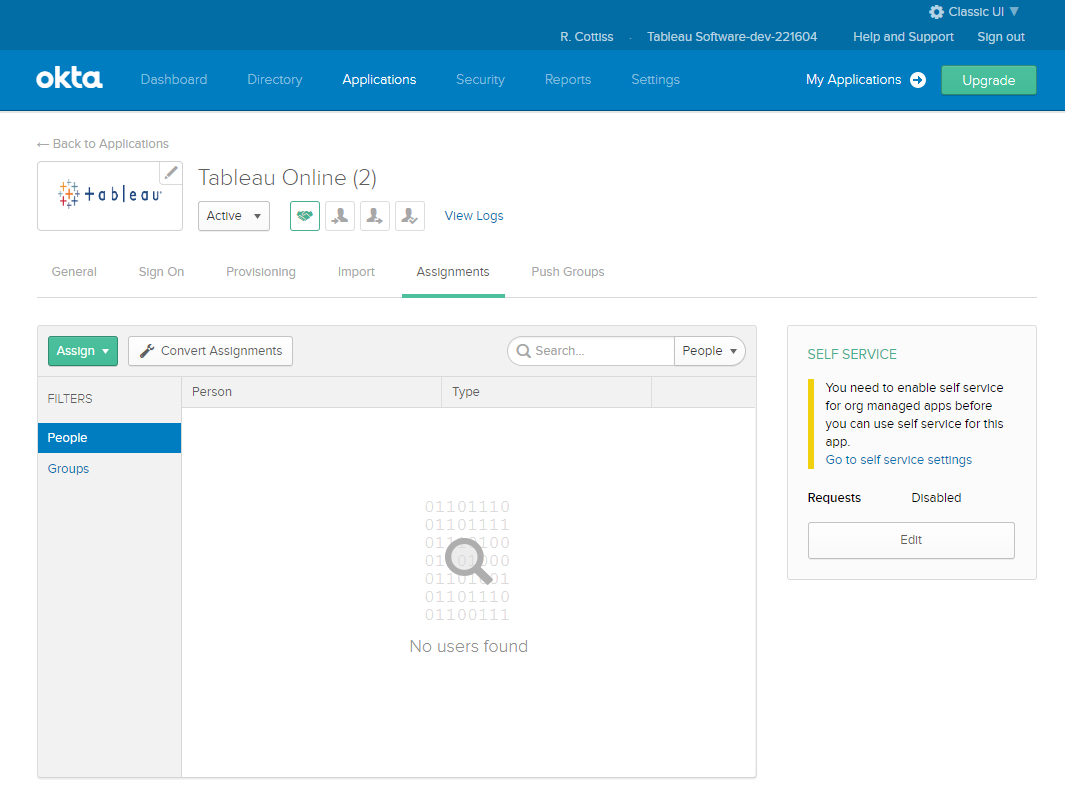 Classic UI ▼
R. Cottiss · Tableau Software-dev-221604 Help and Support Sign out
okta Dashboard Directory Applications Security Reports Settings My Applications Upgrade
← Back to Applications
tableau
Tableau Online (2)
Active ▾ View Logs
General Sign On Provisioning Import Assignments Push Groups
Assign ▾ Convert Assignments Search... People ▾
FILTERS
People
Groups
Person Type
01101110
01101111
01100100
01101000
01101001
01101110
01100111
No users found
SELF SERVICE
You need to enable self service
for org managed apps before
you can use self service for this
app.
Go to self service settings
Requests Disabled
Edit